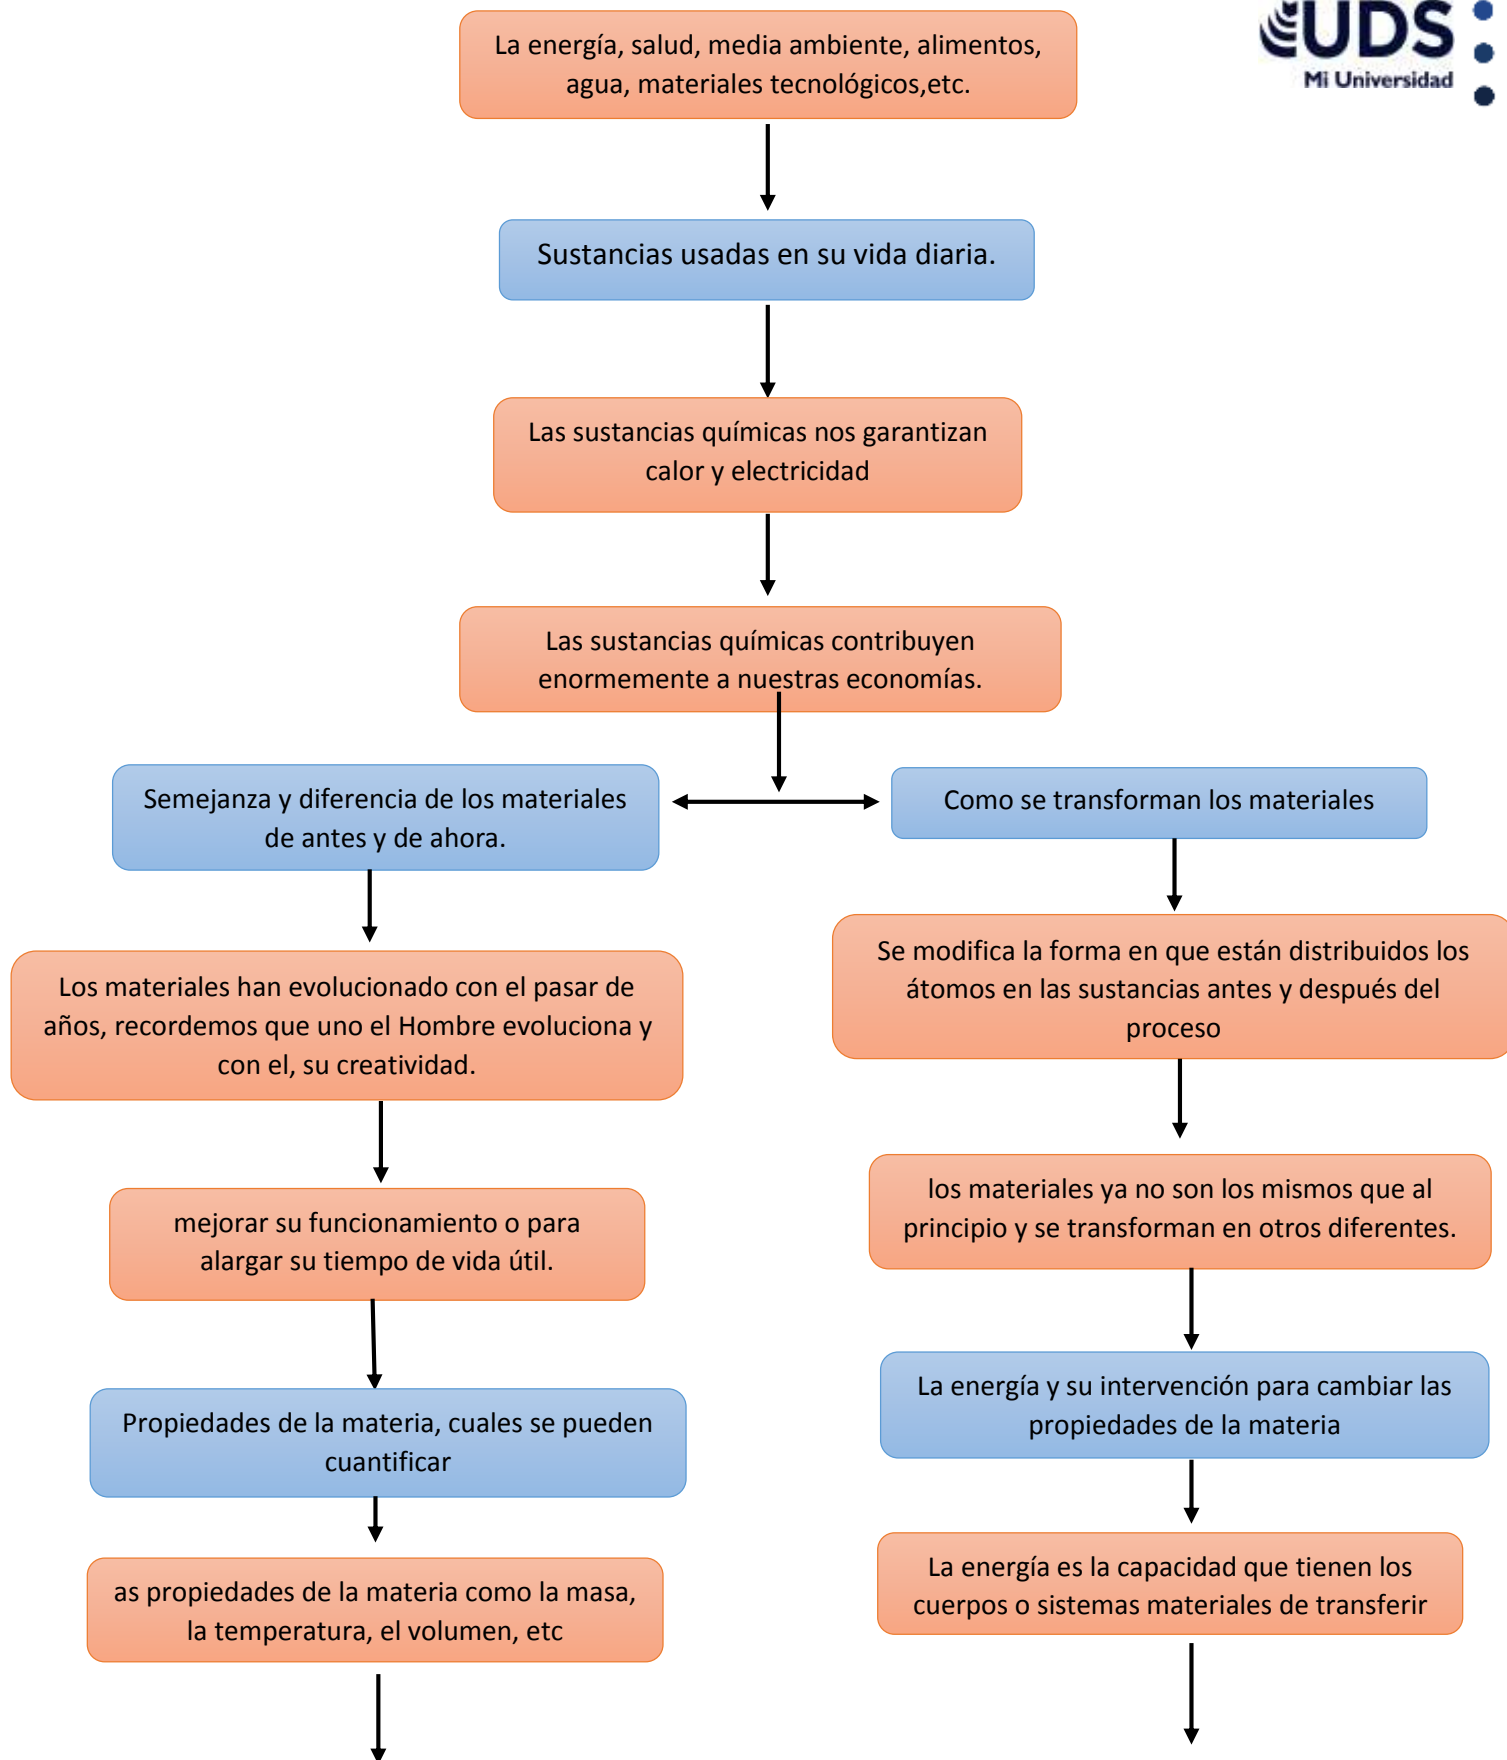 UDS
Mi Universidad
La energía, salud, media ambiente, alimentos,
agua, materiales tecnológicos,etc.
Sustancias usadas en su vida diaria.
Las sustancias químicas nos garantizan
calor y electricidad
Las sustancias químicas contribuyen
enormemente a nuestras economías.
Semejanza y diferencia de los materiales
de antes y de ahora.
Los materiales han evolucionado con el pasar de
años, recordemos que uno el Hombre evoluciona y
con el, su creatividad.
mejorar su funcionamiento o para
alargar su tiempo de vida útil.
Propiedades de la materia, cuales se pueden
cuantificar
as propiedades de la materia como la masa,
la temperatura, el volumen, etc
Como se transforman los materiales
Se modifica la forma en que están distribuidos los
átomos en las sustancias antes y después del
proceso
los materiales ya no son los mismos que al
principio y se transforman en otros diferentes.
La energía y su intervención para cambiar las
propiedades de la materia
La energía es la capacidad que tienen los
cuerpos o sistemas materiales de transferir